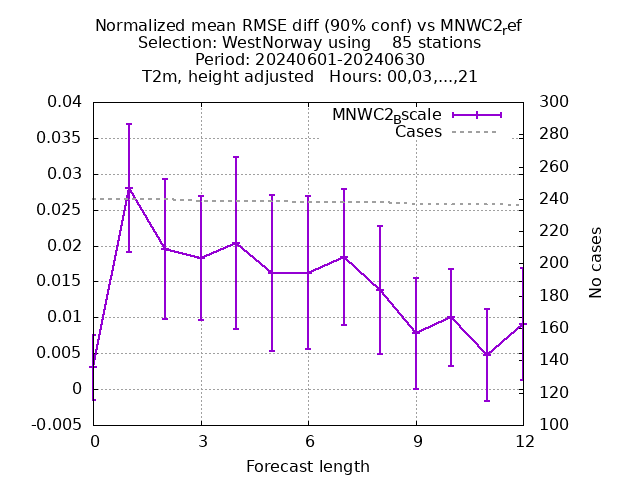 Normalized mean RMSE diff (90% conf) vs MNWC2ref
Selection: WestNorway using    85 stations
Period: 20240601-20240630
T2m, height adjusted   Hours: 00,03,...,21
MNWC2Bscale
Cases
0.04
0.035
0.03
0.025
0.02
0.015
0.01
0.005
0
-0.005
300
280
260
240
220
200
180
160
140
120
100
No cases
0 3 6 9 12
Forecast length